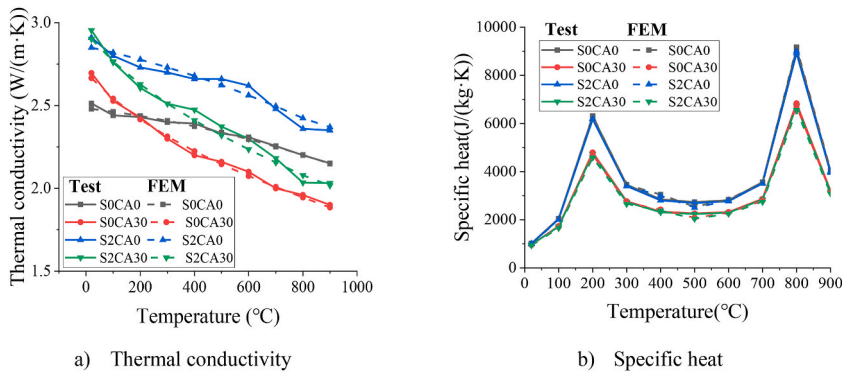 Thermal conductivity (W/(m·K))
3.0
2.5
2.0
1.5
Test FEM
S0CA0 S0CA0
S0CA30 S0CA30
S2CA0 S2CA0
S2CA30 S2CA30
0 200 400 600 800 1000
Temperature (℃)
a) Thermal conductivity
Specific heat(J/(kg·K))
10000
8000
6000
4000
2000
0
Test FEM
S0CA0 S0CA0
S0CA30 S0CA30
S2CA0 S2CA0
S2CA30 S2CA30
0 100 200 300 400 500 600 700 800 900
Temperature(℃)
b) Specific heat